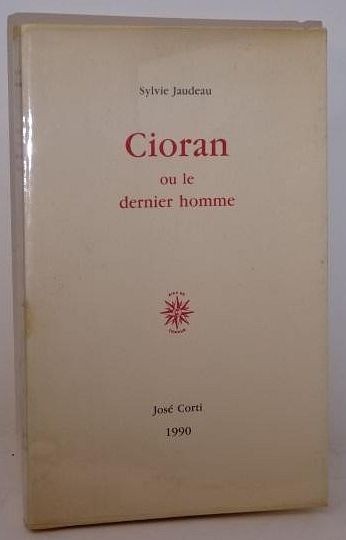 Sylvie Jaudeau
Cioran
ou le
dernier homme
José Corti
1990